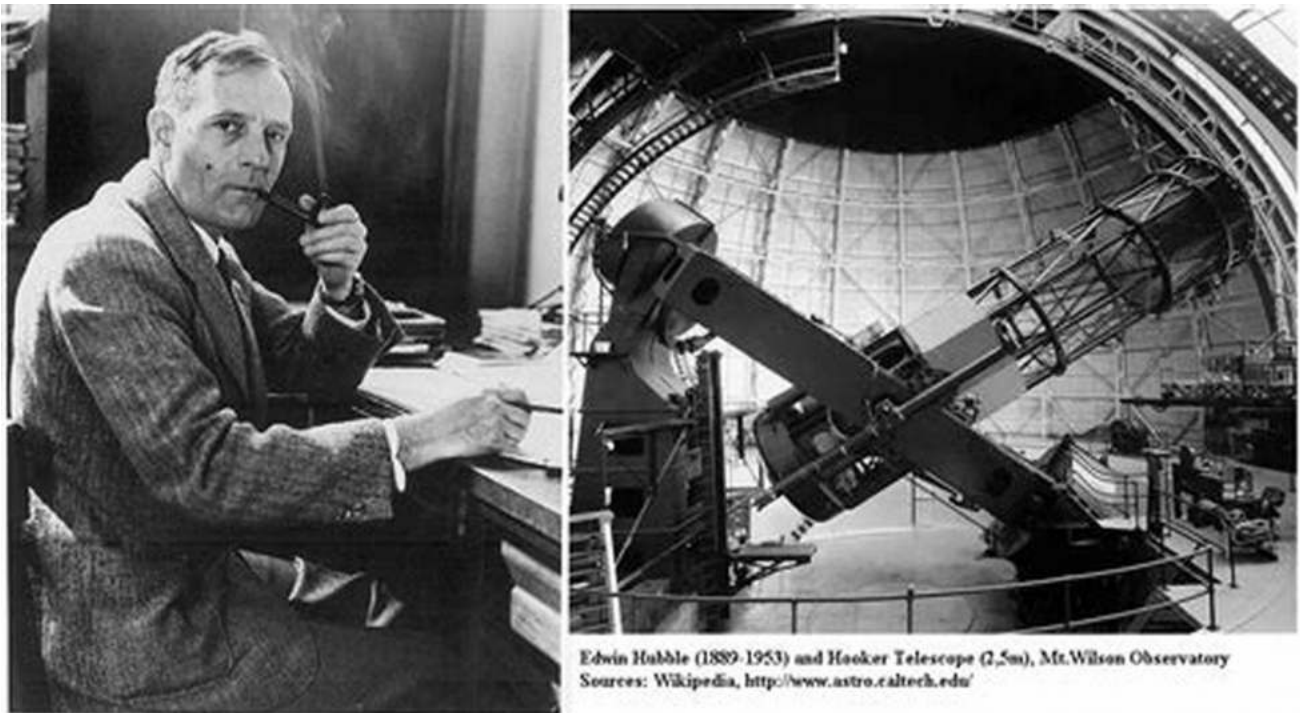 Edwin Hubble (1889-1953) and Hooker Telescope (2,5m), Mt.Wilson Observatory
Sources: Wikipedia, http://www.astro.caltech.edu/